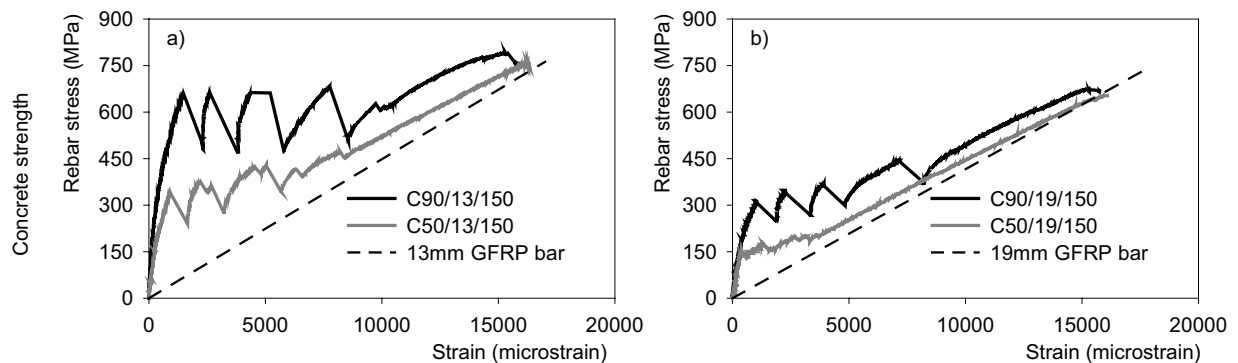 Concrete strength
Rebar stress (MPa)
900
750
600
450
300
150
0
a)
C90/13/150
C50/13/150
13mm GFRP bar
0 5000 10000 15000 20000
Strain (microstrain)
Rebar stress (MPa)
900
750
600
450
300
150
0
b)
C90/19/150
C50/19/150
19mm GFRP bar
0 5000 10000 15000 20000
Strain (microstrain)